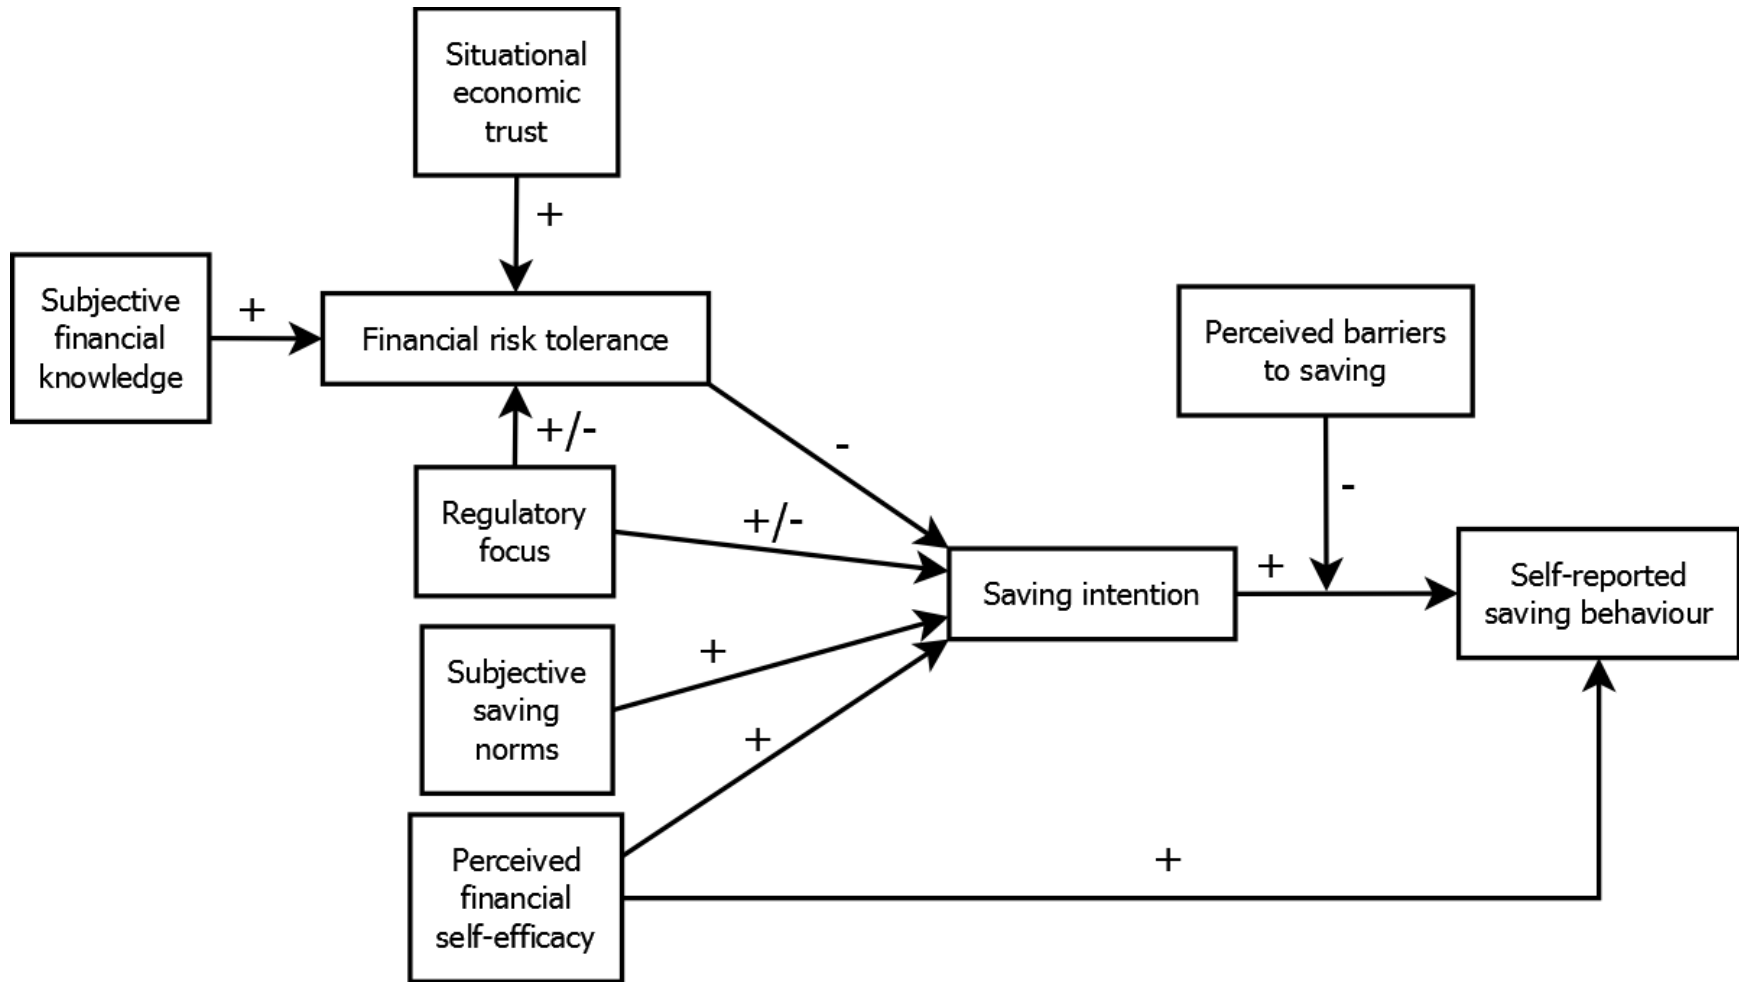 Situational
economic
trust
+
Subjective
financial
knowledge
+
Financial risk tolerance
Perceived barriers
to saving
+/-
-
Regulatory
focus
+/-
-
Saving intention
+
Self-reported
saving behaviour
Subjective
saving
norms
+
+
Perceived
financial
self-efficacy
+